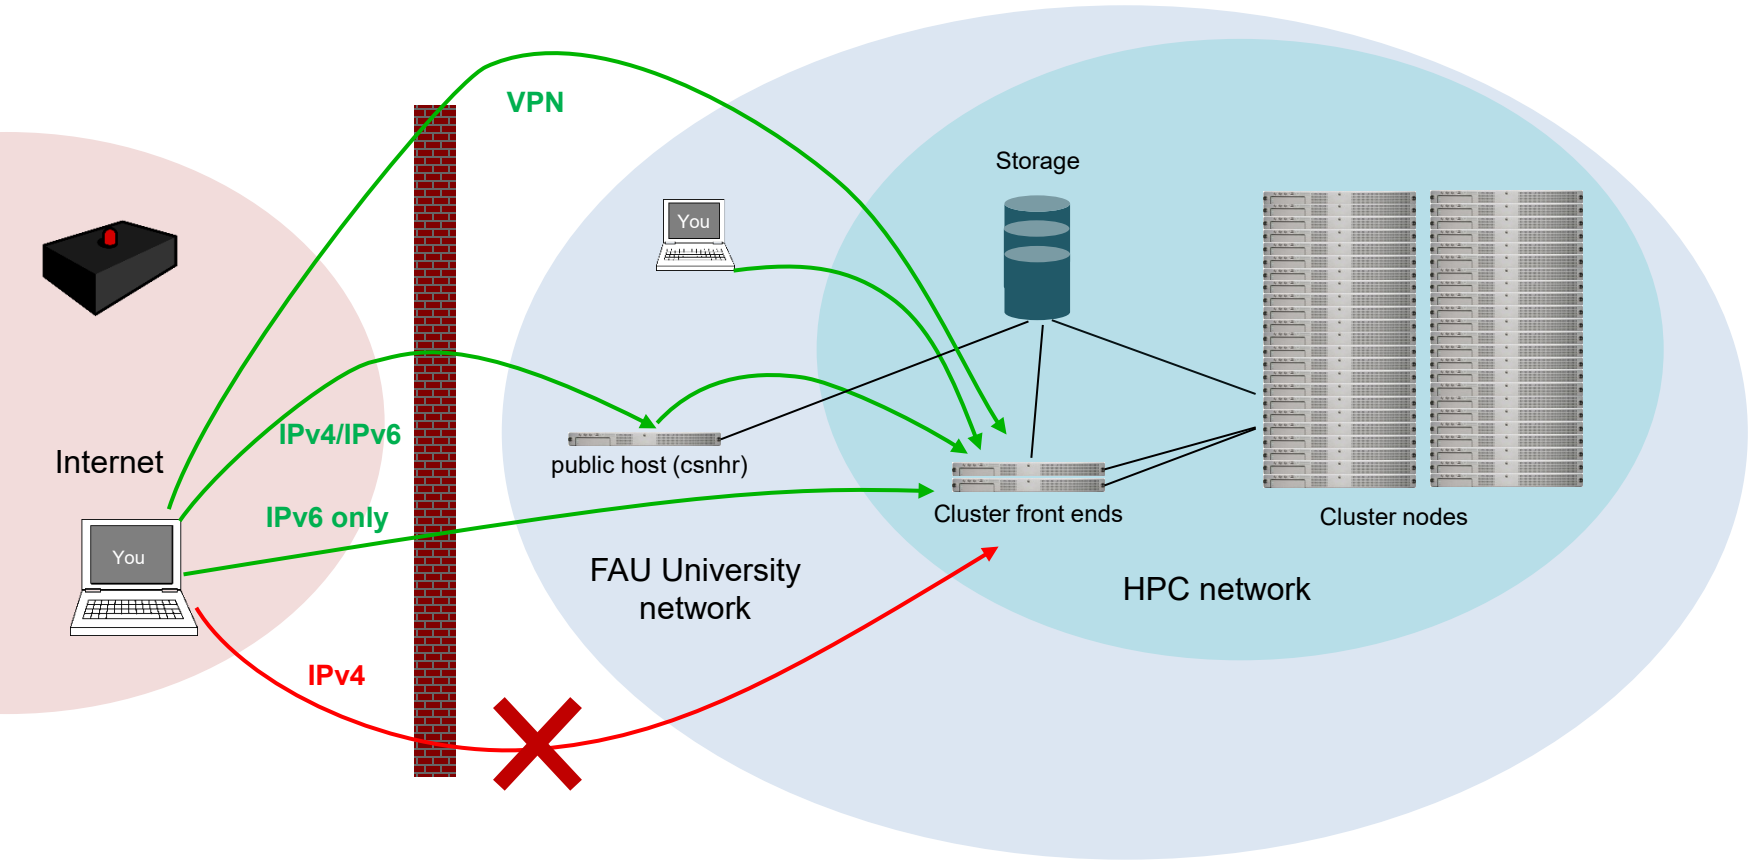 VPN
Storage
You
IPv4/IPv6
Internet
public host (csnhr)
IPv6 only
Cluster front ends
Cluster nodes
You
FAU University
network
HPC network
IPv4